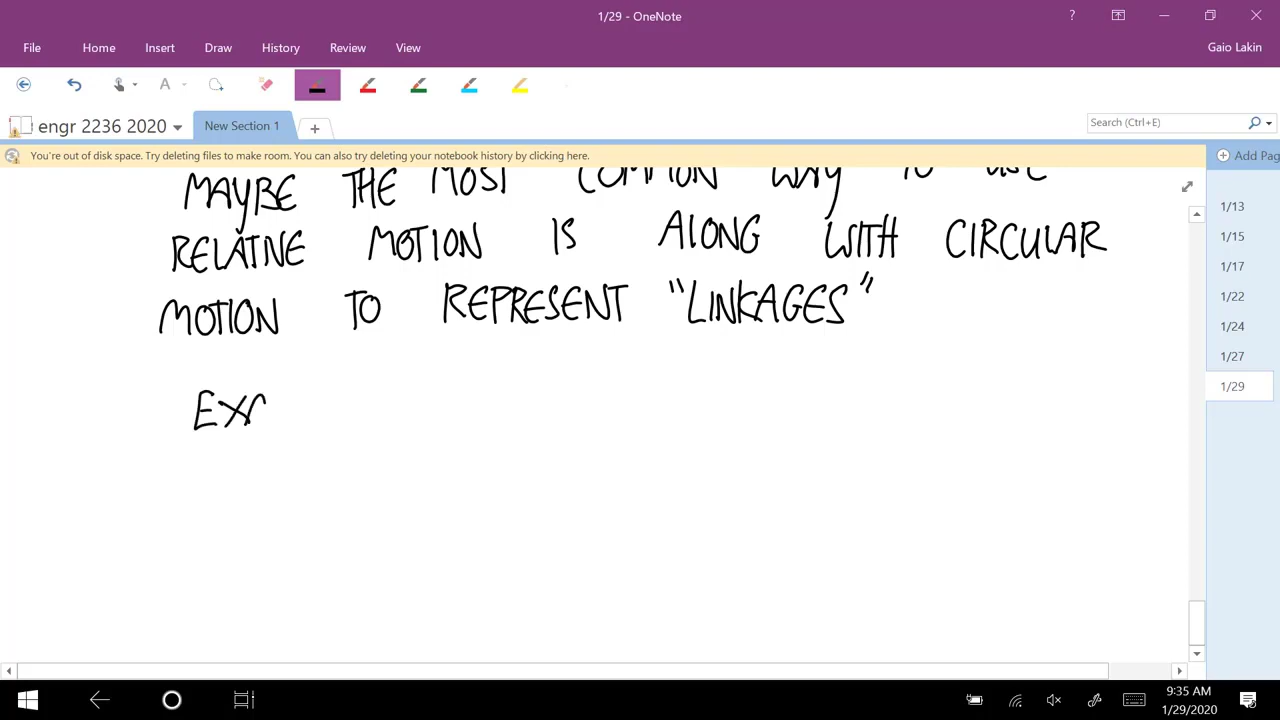 1/29 - OneNote
?
File Home Insert Draw History Review View Gaio Lakin
A
engr 2236 2020 New Section 1 + Search (Ctrl+E)
You're out of disk space. Try deleting files to make room. You can also try deleting your notebook history by clicking here.
Add Pag
MAYBE THE MOST COMMON WAY TO USE
RELATIVE MOTION IS ALONG WITH CIRCULAR
MOTION TO REPRESENT "LINKAGES"
EX
1/13
1/15
1/17
1/22
1/24
1/27
1/29
9:35 AM
1/29/2020